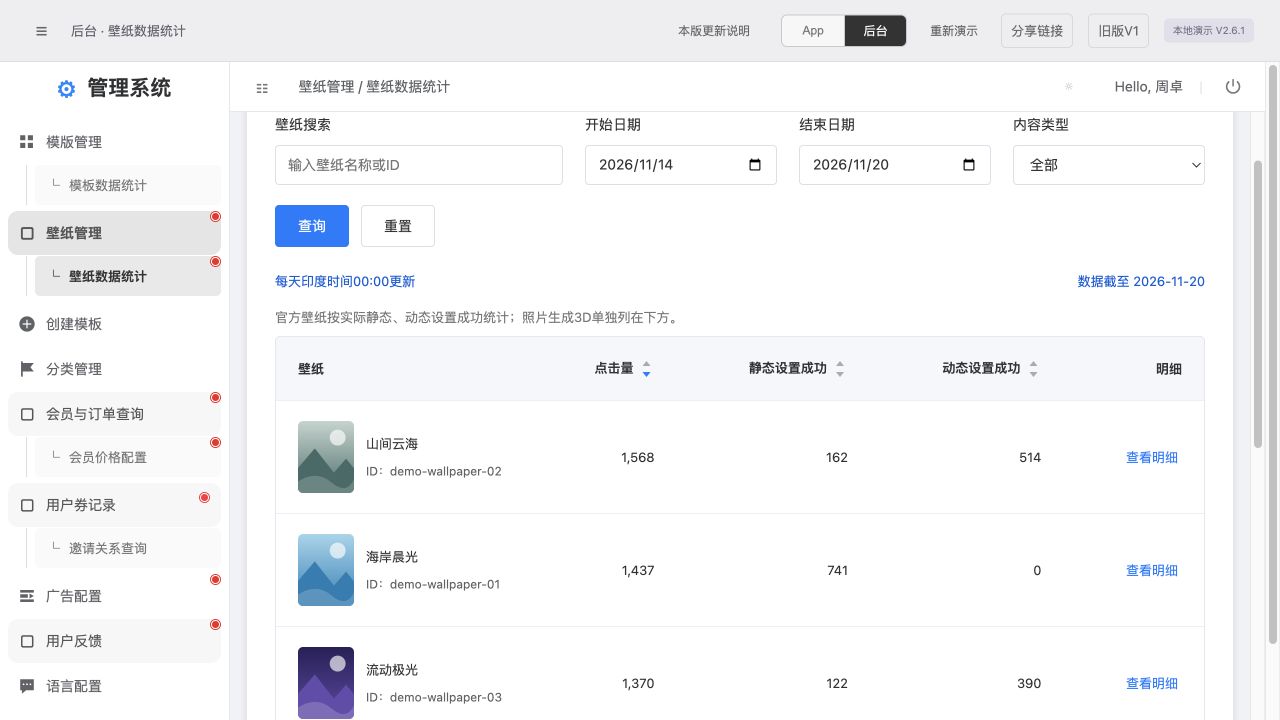 后台 · 壁纸数据统计
本版更新说明
App
后台
重新演示
分享链接
旧版V1
本地演示 V2.6.1
管理系统
壁纸管理 / 壁纸数据统计
Hello, 周卓
模版管理
模板数据统计
壁纸管理
壁纸数据统计
创建模板
分类管理
会员与订单查询
会员价格配置
用户券记录
邀请关系查询
广告配置
用户反馈
语言配置
壁纸搜索
开始日期
结束日期
内容类型
输入壁纸名称或ID
2026/11/14
2026/11/20
全部
查询
重置
每天印度时间00:00更新
数据截至 2026-11-20
官方壁纸按实际静态、动态设置成功统计；照片生成3D单独列在下方。
壁纸
点击量
静态设置成功
动态设置成功
明细
山间云海
ID：demo-wallpaper-02
1,568
162
514
查看明细
海岸晨光
ID：demo-wallpaper-01
1,437
741
0
查看明细
流动极光
ID：demo-wallpaper-03
1,370
122
390
查看明细